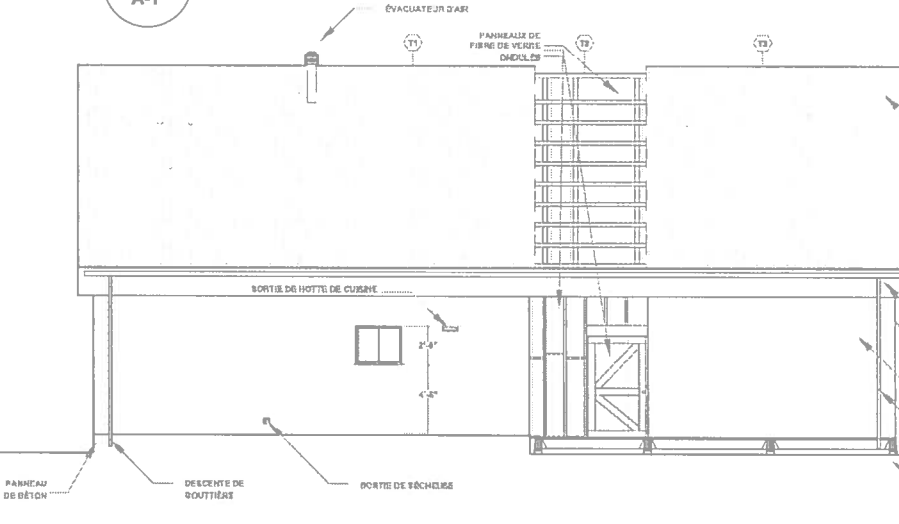 A-1
ÉVACUATEUR D'AIR
T1
PANNEAUX DE
FIBRE DE VERRE
ONDULÉS
T2
T3
SORTIE DE HOTTE DE CUISINE
2'-6"
4'-6"
PANNEAU
DE BÉTON
DESCENTE DE
GOUTTIÈRE
SORTIE DE SÉCHEUSE